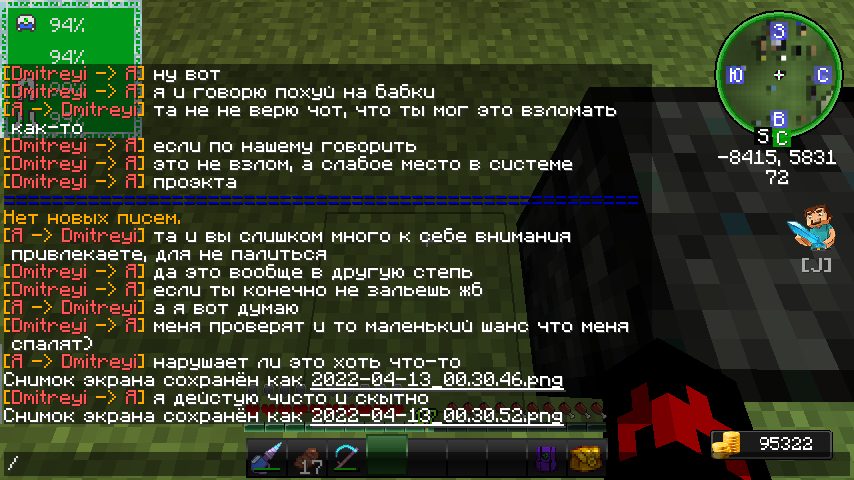 94%
94%
[Dmitreyi -> Я] ну вот
[Dmitreyi -> Я] я и говорю похуй на бабки
[Я -> Dmitreyi] та не не верю чот, что ты мог это взломать
как-то
[Dmitreyi -> Я] если по нашему говорить
[Dmitreyi -> Я] это не взлом, а слабое место в системе
[Dmitreyi -> Я] проэкта
=====================================================
Нет новых писем.
[Я -> Dmitreyi] та и вы слишком много к себе внимания
привлекаете, для не палиться
[Dmitreyi -> Я] да это вообще в другую степь
[Dmitreyi -> Я] если ты конечно не зальешь жб
[Я -> Dmitreyi] а я вот думаю
[Dmitreyi -> Я] меня проверят и то маленький шанс что меня
спалят)
[Я -> Dmitreyi] нарушает ли это хоть что-то
Снимок экрана сохранён как 2022-04-13_00.30.46.png
[Dmitreyi -> Я] я дейстую чисто и скытно
Снимок экрана сохранён как 2022-04-13_00.30.52.png
/
17
З
Ю
С
В
S C
-8415, 5831
72
[J]
95322